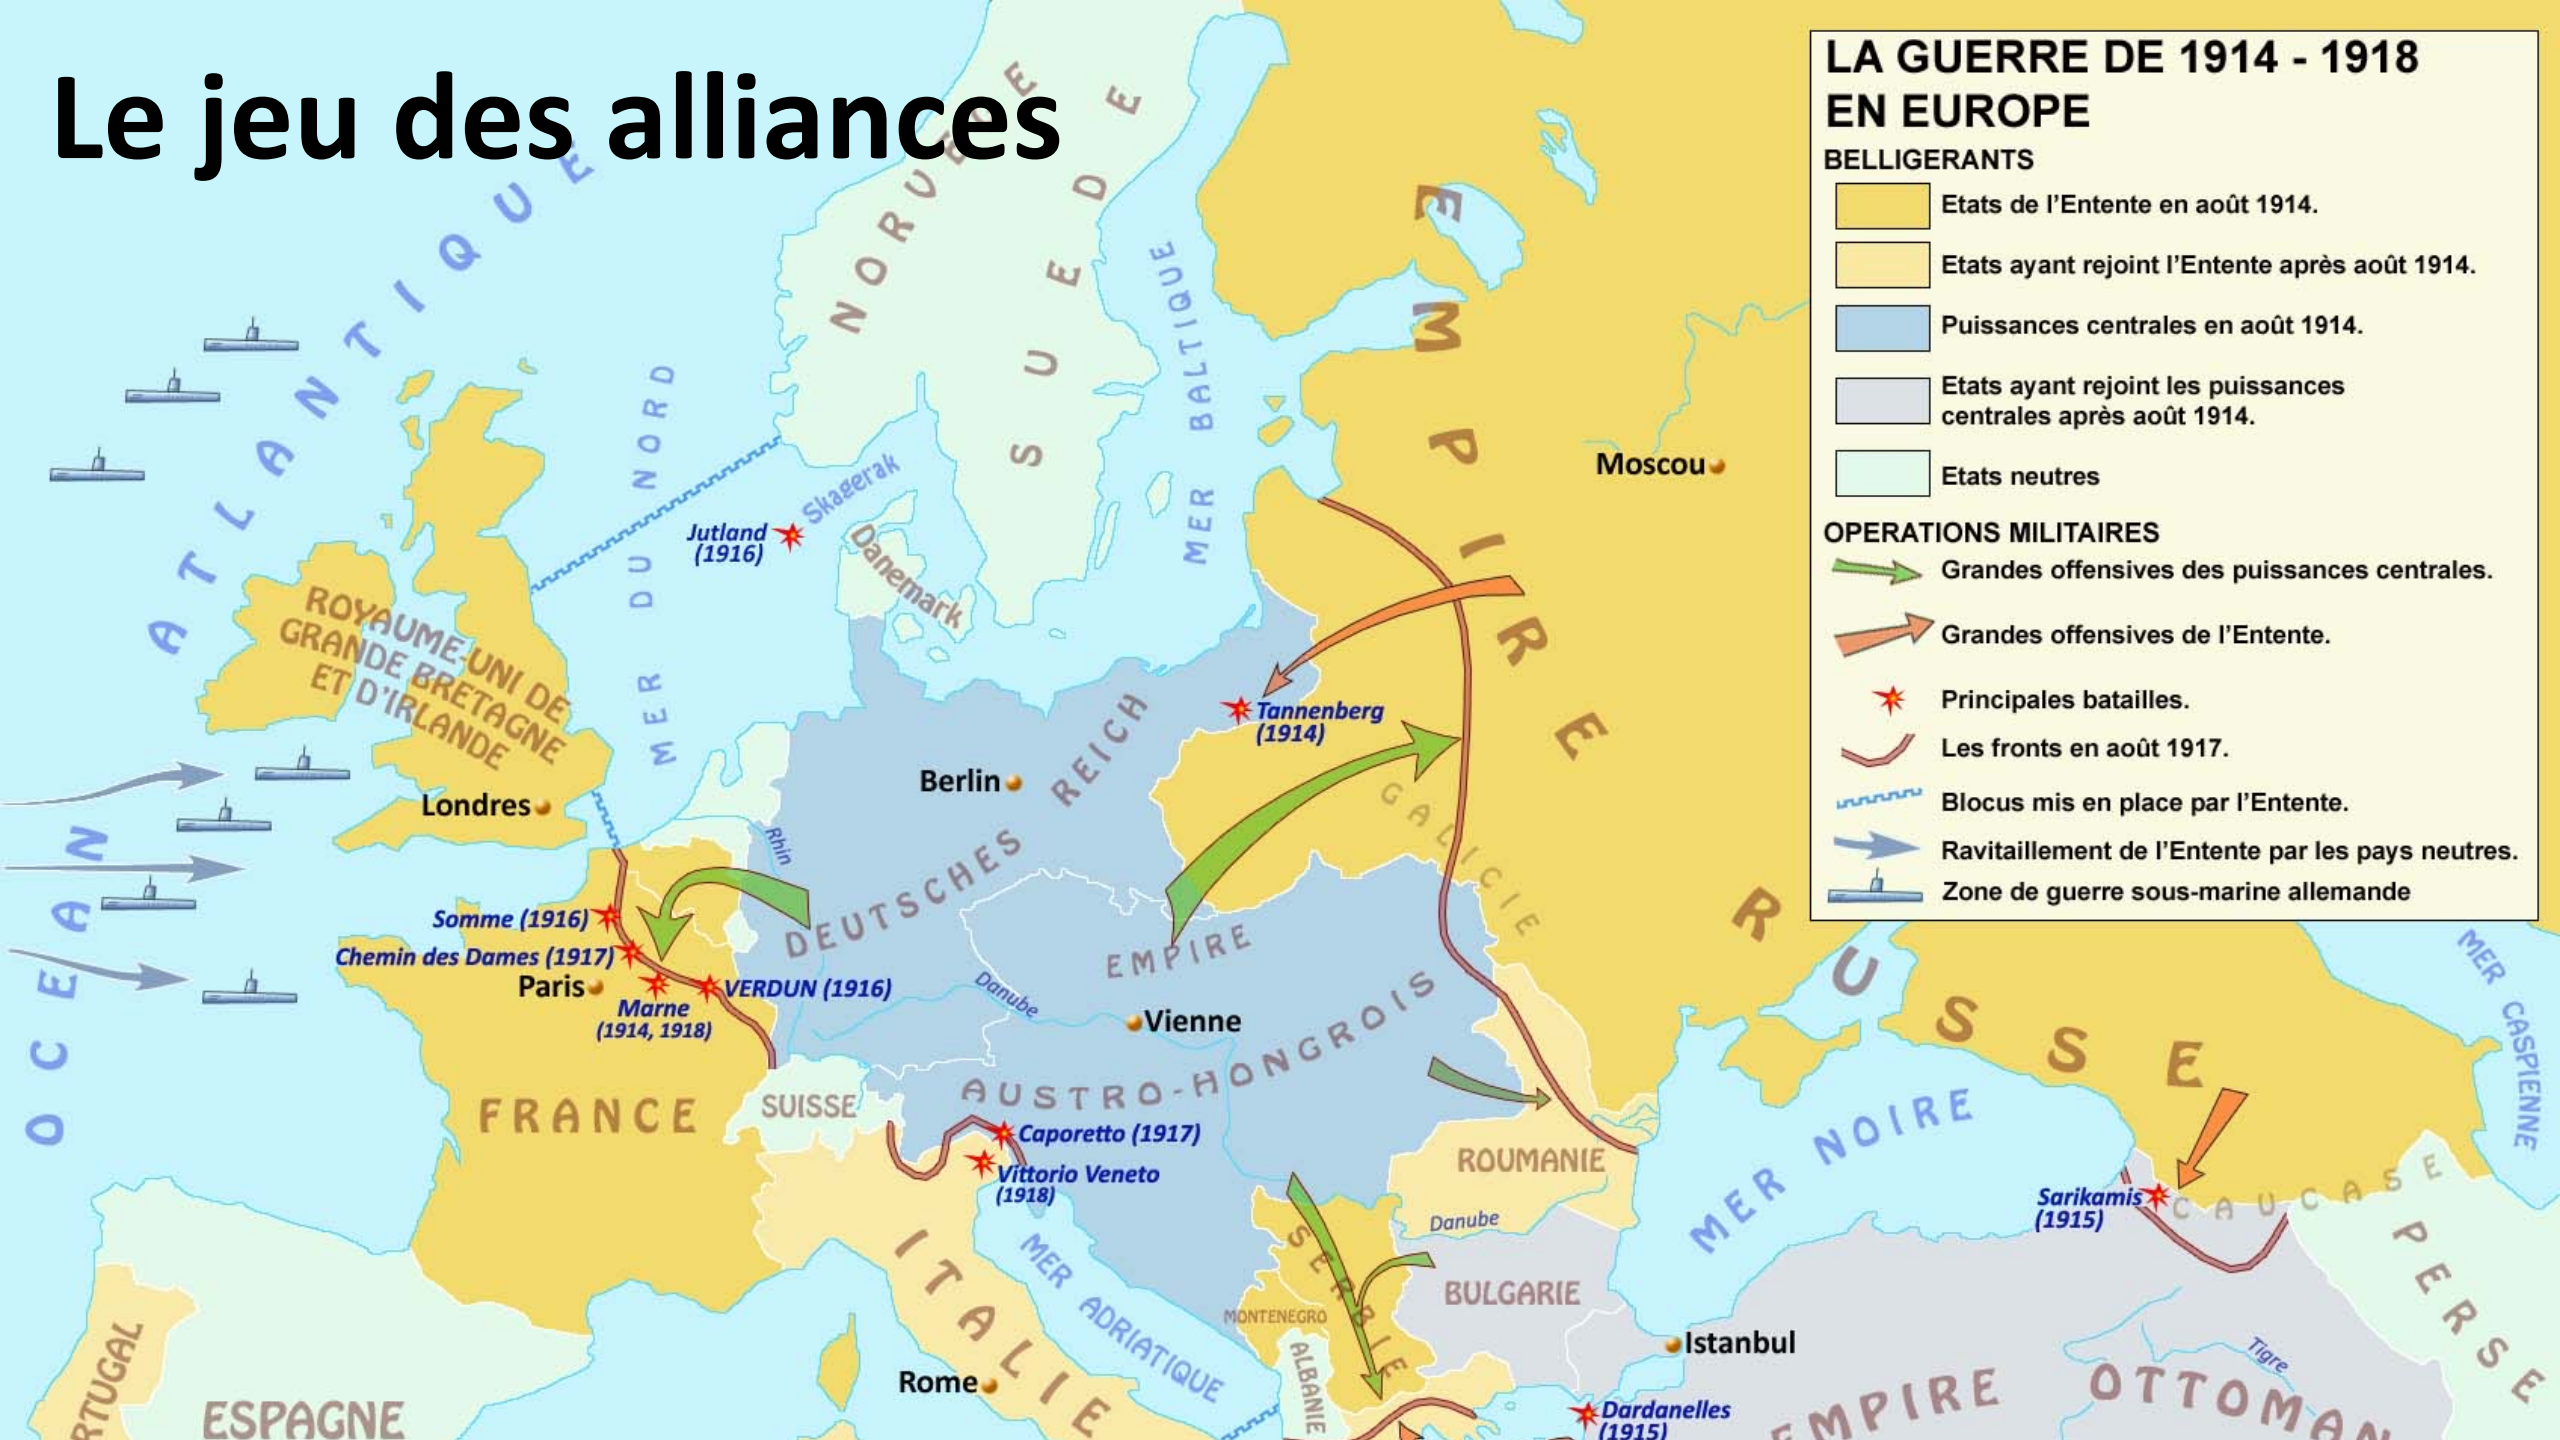 Le jeu des alliances
LA GUERRE DE 1914 - 1918
EN EUROPE
BELLIGERANTS
Etats de l'Entente en août 1914.
Etats ayant rejoint l'Entente après août 1914.
Puissances centrales en août 1914.
Etats ayant rejoint les puissances
centrales après août 1914.
Etats neutres
OPERATIONS MILITAIRES
Grandes offensives des puissances centrales.
Grandes offensives de l'Entente.
Principales batailles.
Les fronts en août 1917.
Blocus mis en place par l'Entente.
Ravitaillement de l'Entente par les pays neutres.
Zone de guerre sous-marine allemande
OCEAN ATLANTIQUE
NORVEGE
SUEDE
MER BALTIQUE
MER DU NORD
Skagerak
Jutland
(1916)
Danemark
EMPIRE RUSSE
Moscou
ROYAUME-UNI DE
GRANDE BRETAGNE
ET D'IRLANDE
Londres
Tannenberg
(1914)
Berlin
DEUTSCHES REICH
Rhin
GALICIE
Somme (1916)
Chemin des Dames (1917)
Paris
Marne
(1914, 1918)
VERDUN (1916)
EMPIRE
AUSTRO-HONGROIS
Danube
Vienne
FRANCE
SUISSE
Caporetto (1917)
Vittorio Veneto
(1918)
ROUMANIE
Danube
MER NOIRE
MER CASPIENNE
Sarikamis
(1915)
CAUCASE
PERSE
ITALIE
MER ADRIATIQUE
SERBIE
MONTENEGRO
ALBANIE
BULGARIE
Istanbul
Tigre
EMPIRE OTTOMAN
Dardanelles
(1915)
Rome
RTUGAL
ESPAGNE